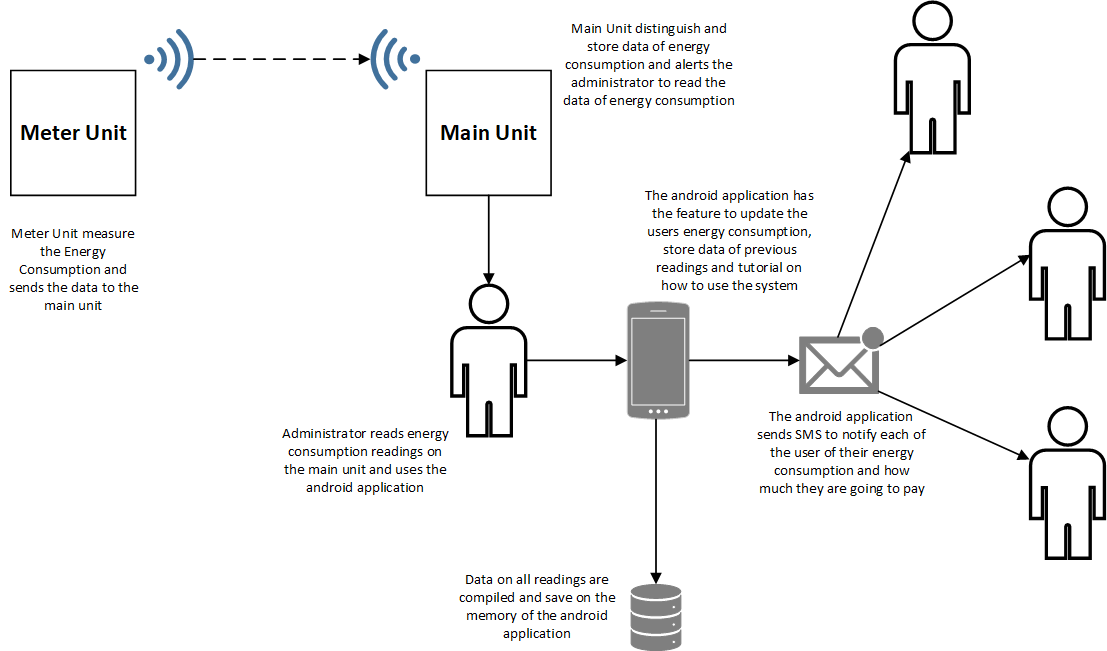 Meter Unit
Main Unit
Main Unit distinguish and
store data of energy
consumption and alerts the
administrator to read the
data of energy consumption
Meter Unit measure
the Energy
Consumption and
sends the data to the
main unit
The android application has
the feature to update the
users energy consumption,
store data of previous
readings and tutorial on
how to use the system
Administrator reads energy
consumption readings on
the main unit and uses the
android application
The android application
sends SMS to notify each of
the user of their energy
consumption and how
much they are going to pay
Data on all readings are
compiled and save on the
memory of the android
application